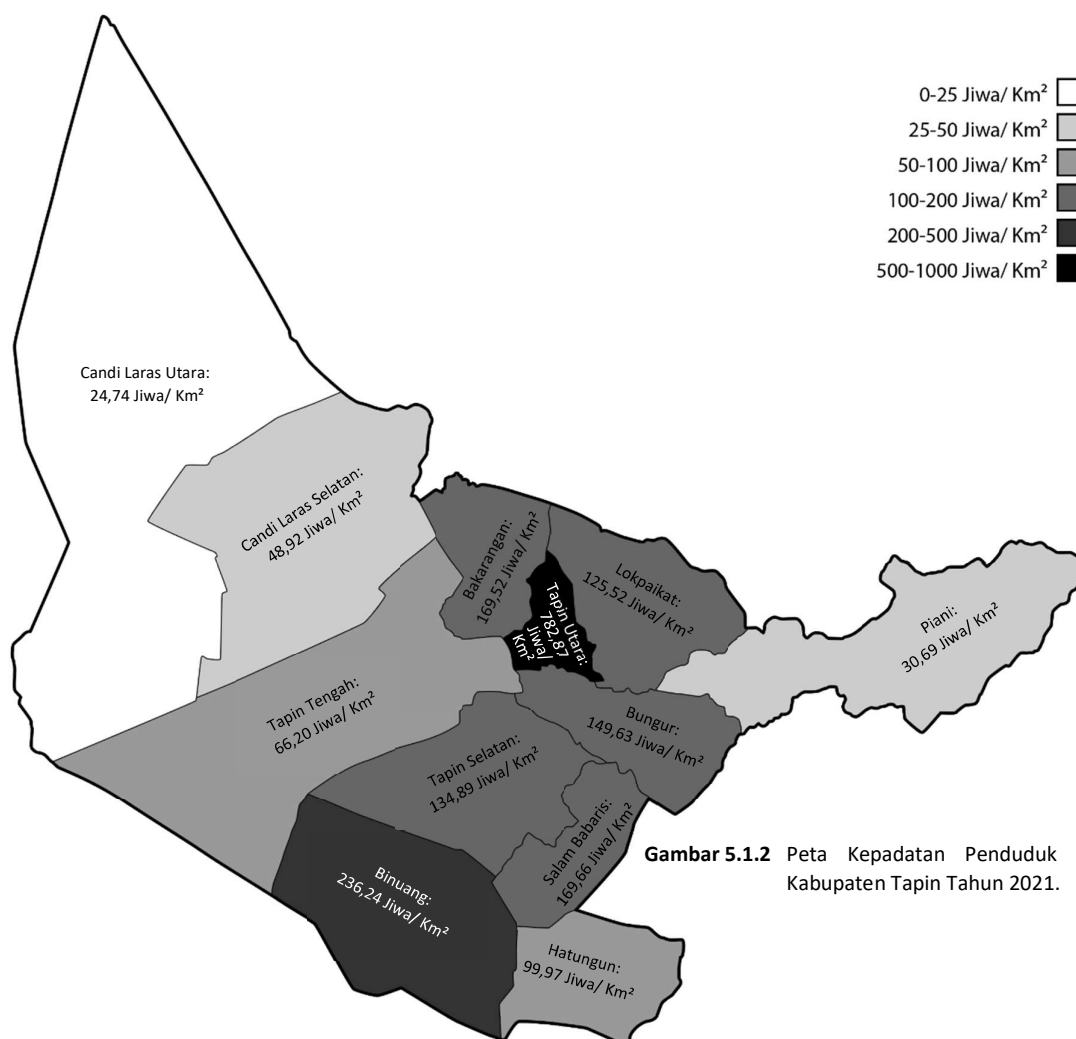 0-25 Jiwa/ Km²
25-50 Jiwa/ Km²
50-100 Jiwa/ Km²
100-200 Jiwa/ Km²
200-500 Jiwa/ Km²
500-1000 Jiwa/ Km²
Candi Laras Utara:
24,74 Jiwa/ Km²
Candi Laras Selatan:
48,92 Jiwa/ Km²
Bakarangan:
169,52 Jiwa/ Km²
Lokpaikat:
125,52 Jiwa/ Km²
Tapin Utara:
782,87
Jiwa/
Km²
Piani:
30,69 Jiwa/ Km²
Tapin Tengah:
66,20 Jiwa/ Km²
Bungur:
149,63 Jiwa/ Km²
Tapin Selatan:
134,89 Jiwa/ Km²
Salam Babaris:
169,66 Jiwa/ Km²
Binuang:
236,24 Jiwa/ Km²
Hatungun:
99,97 Jiwa/ Km²
Gambar 5.1.2 Peta Kepadatan Penduduk
Kabupaten Tapin Tahun 2021.